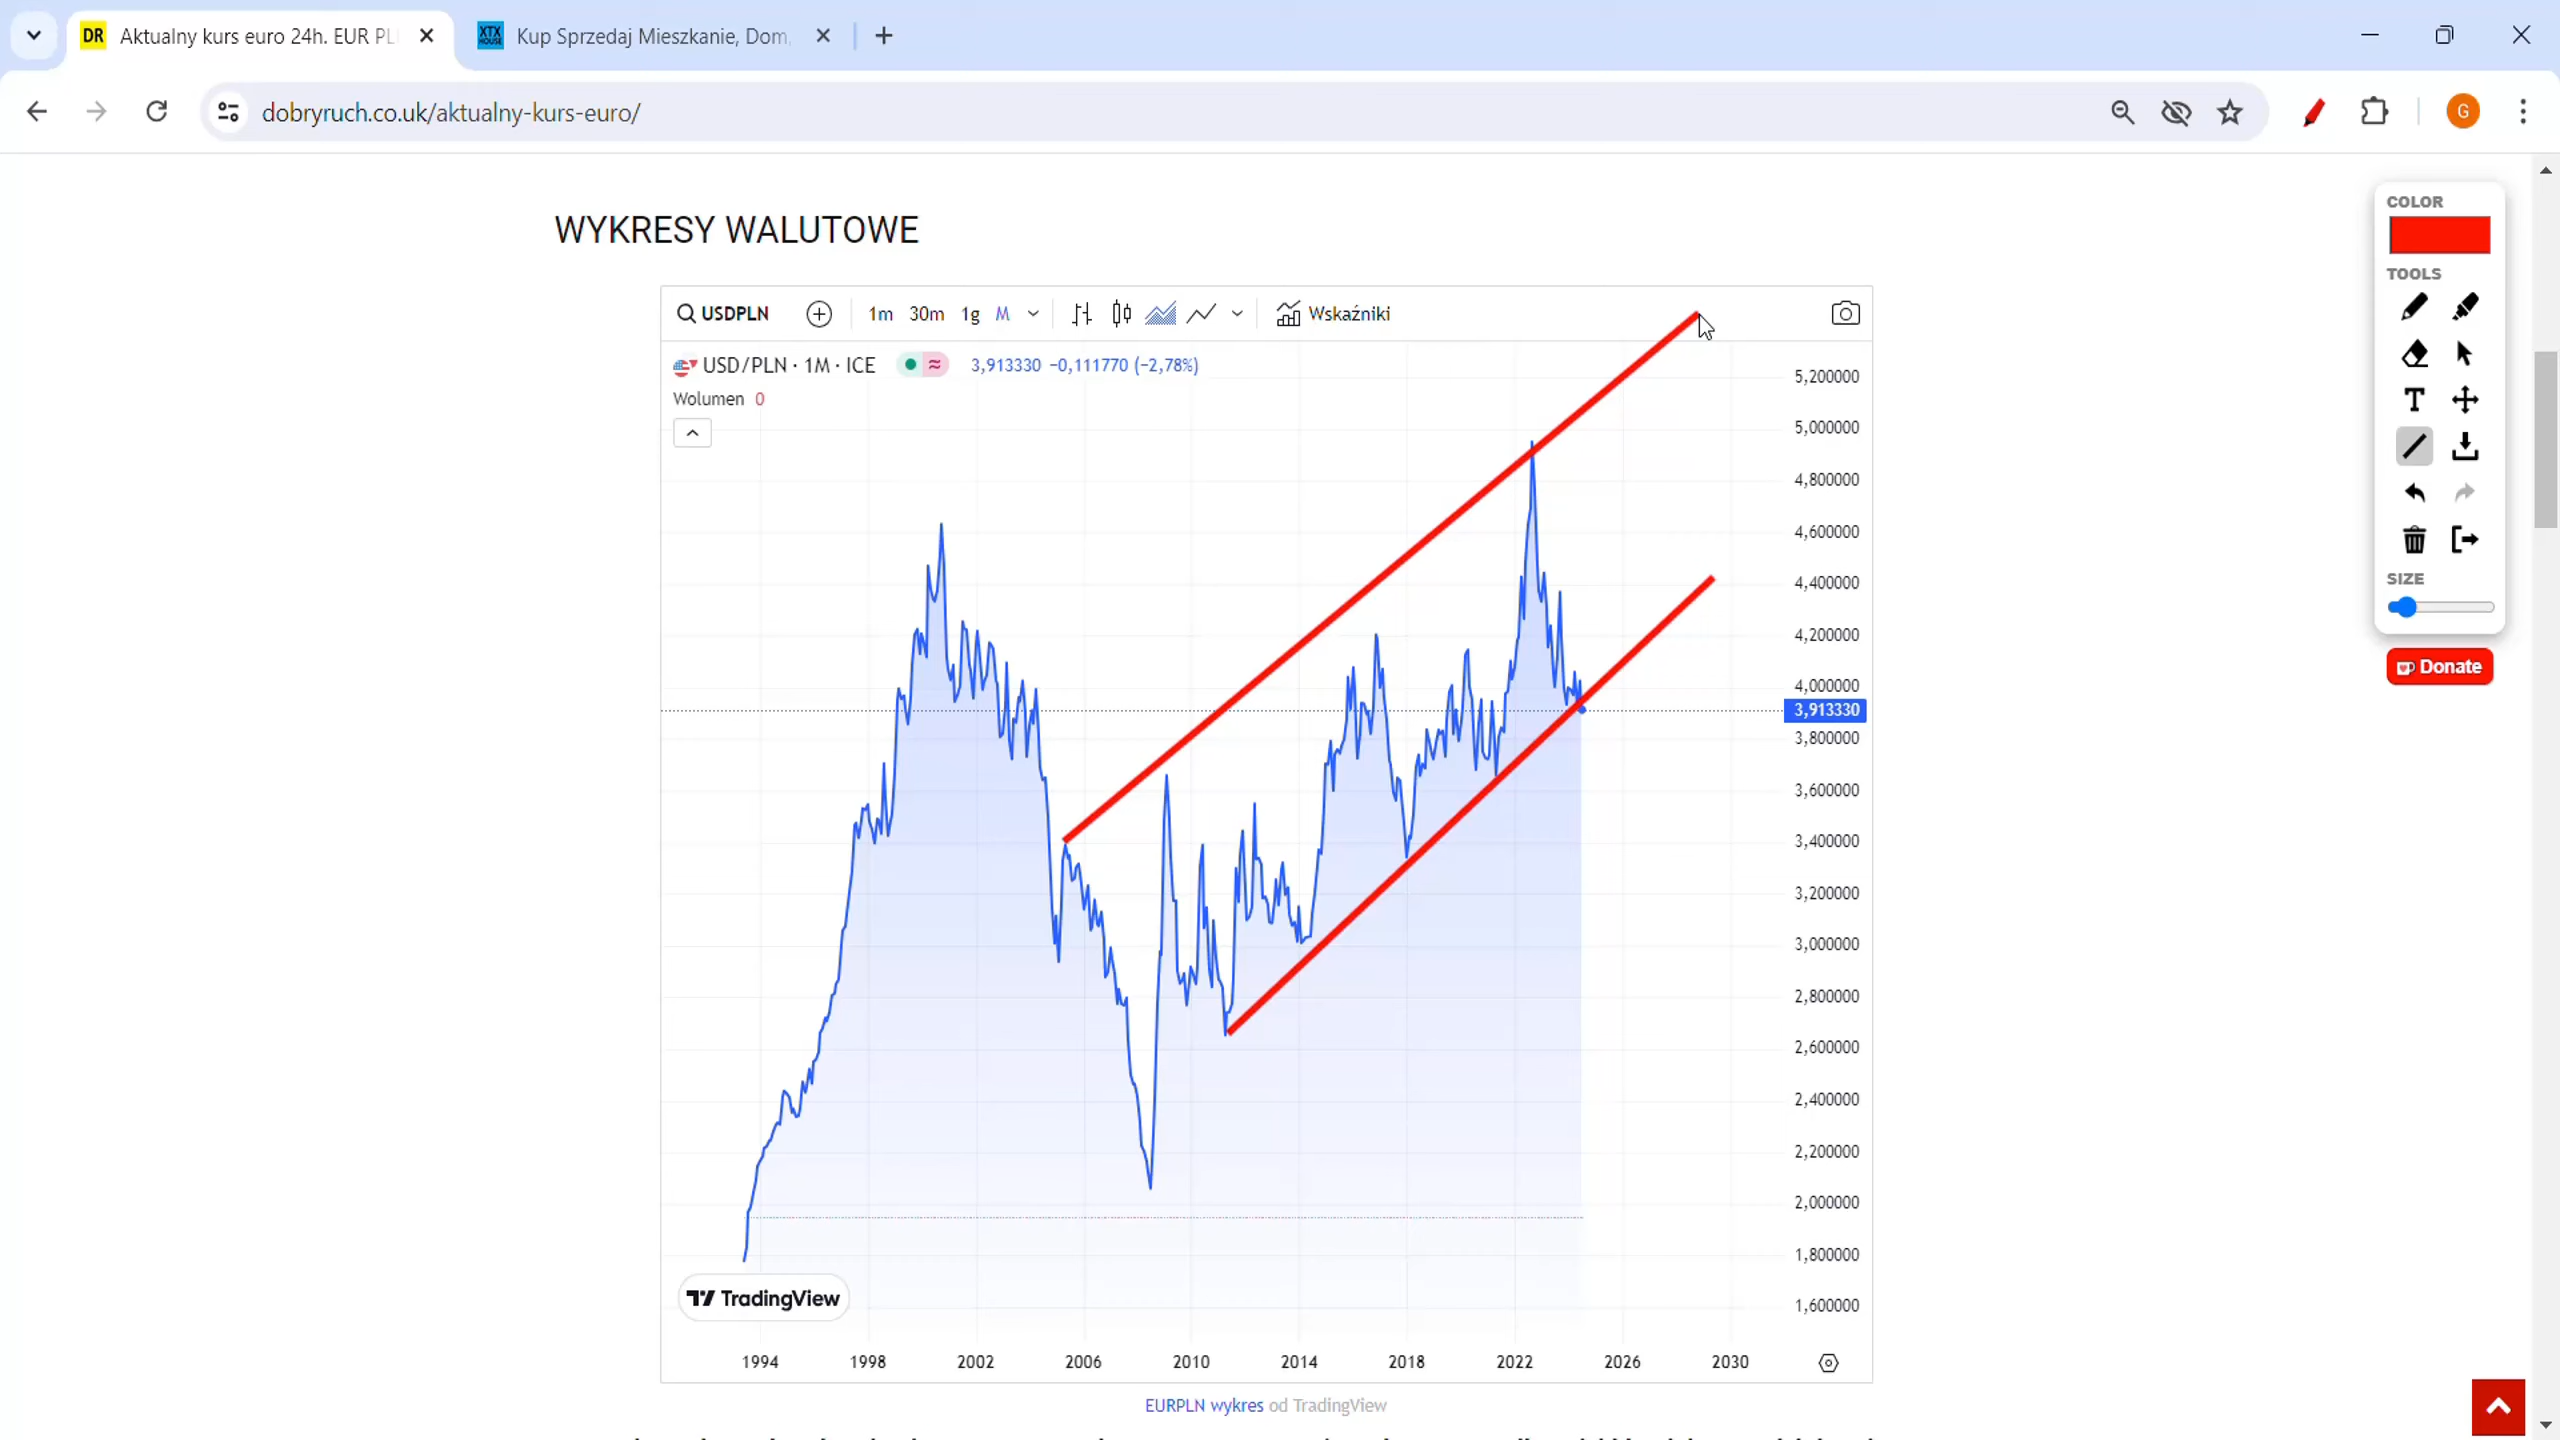 DR Aktualny kurs euro 24h. EUR PL
XTX HOUSE Kup Sprzedaj Mieszkanie, Dom,
dobryruch.co.uk/aktualny-kurs-euro/
G
WYKRESY WALUTOWE
USDPLN 1m 30m 1g M Wskaźniki
USD/PLN · 1M · ICE 3,913330 −0,111770 (−2,78%)
Wolumen 0
5,200000
5,000000
4,800000
4,600000
4,400000
4,200000
4,000000
3,913330
3,800000
3,600000
3,400000
3,200000
3,000000
2,800000
2,600000
2,400000
2,200000
2,000000
1,800000
1,600000
TradingView
1994 1998 2002 2006 2010 2014 2018 2022 2026 2030
EURPLN wykres od TradingView
COLOR
TOOLS
T
SIZE
Donate